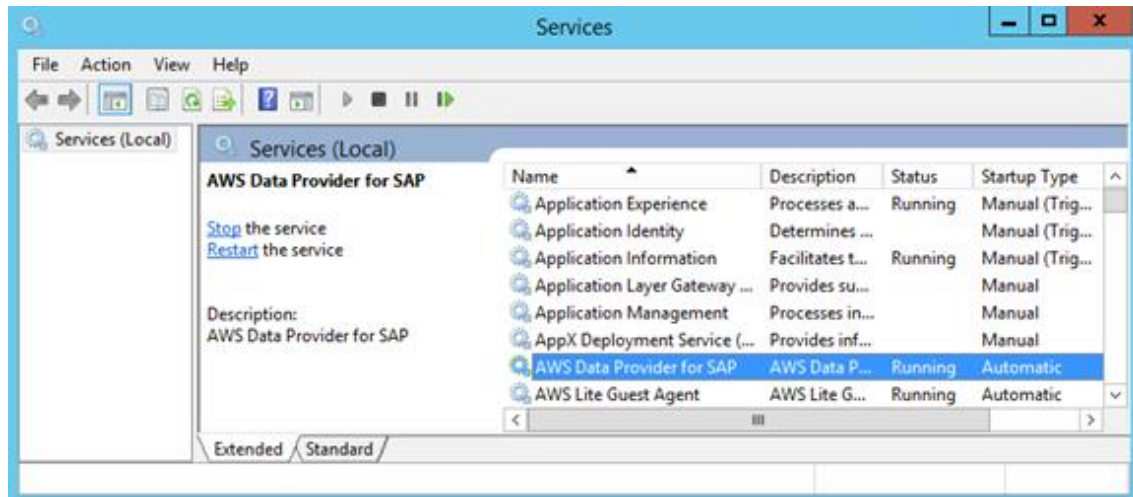 Services
File Action View Help
Services (Local)
Services (Local)
AWS Data Provider for SAP
Stop the service
Restart the service
Description:
AWS Data Provider for SAP
Name Description Status Startup Type
Application Experience Processes a... Running Manual (Trig...
Application Identity Determines ... Manual (Trig...
Application Information Facilitates t... Running Manual (Trig...
Application Layer Gateway ... Provides su... Manual
Application Management Processes in... Manual
AppX Deployment Service (... Provides inf... Manual
AWS Data Provider for SAP AWS Data P... Running Automatic
AWS Lite Guest Agent AWS Lite G... Running Automatic
Extended Standard